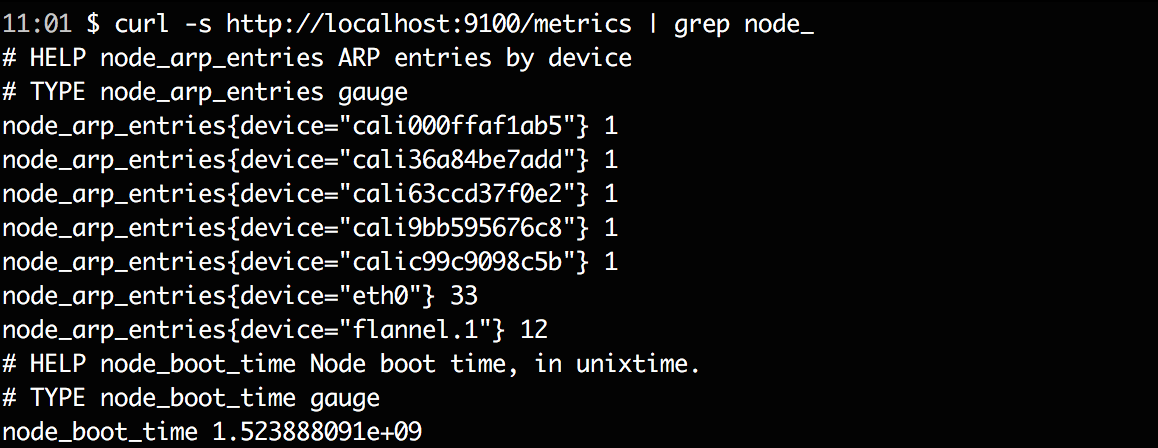 11:01 $ curl -s http://localhost:9100/metrics | grep node_
# HELP node_arp_entries ARP entries by device
# TYPE node_arp_entries gauge
node_arp_entries{device="cali000ffaf1ab5"} 1
node_arp_entries{device="cali36a84be7add"} 1
node_arp_entries{device="cali63ccd37f0e2"} 1
node_arp_entries{device="cali9bb595676c8"} 1
node_arp_entries{device="calic99c9098c5b"} 1
node_arp_entries{device="eth0"} 33
node_arp_entries{device="flannel.1"} 12
# HELP node_boot_time Node boot time, in unixtime.
# TYPE node_boot_time gauge
node_boot_time 1.523888091e+09